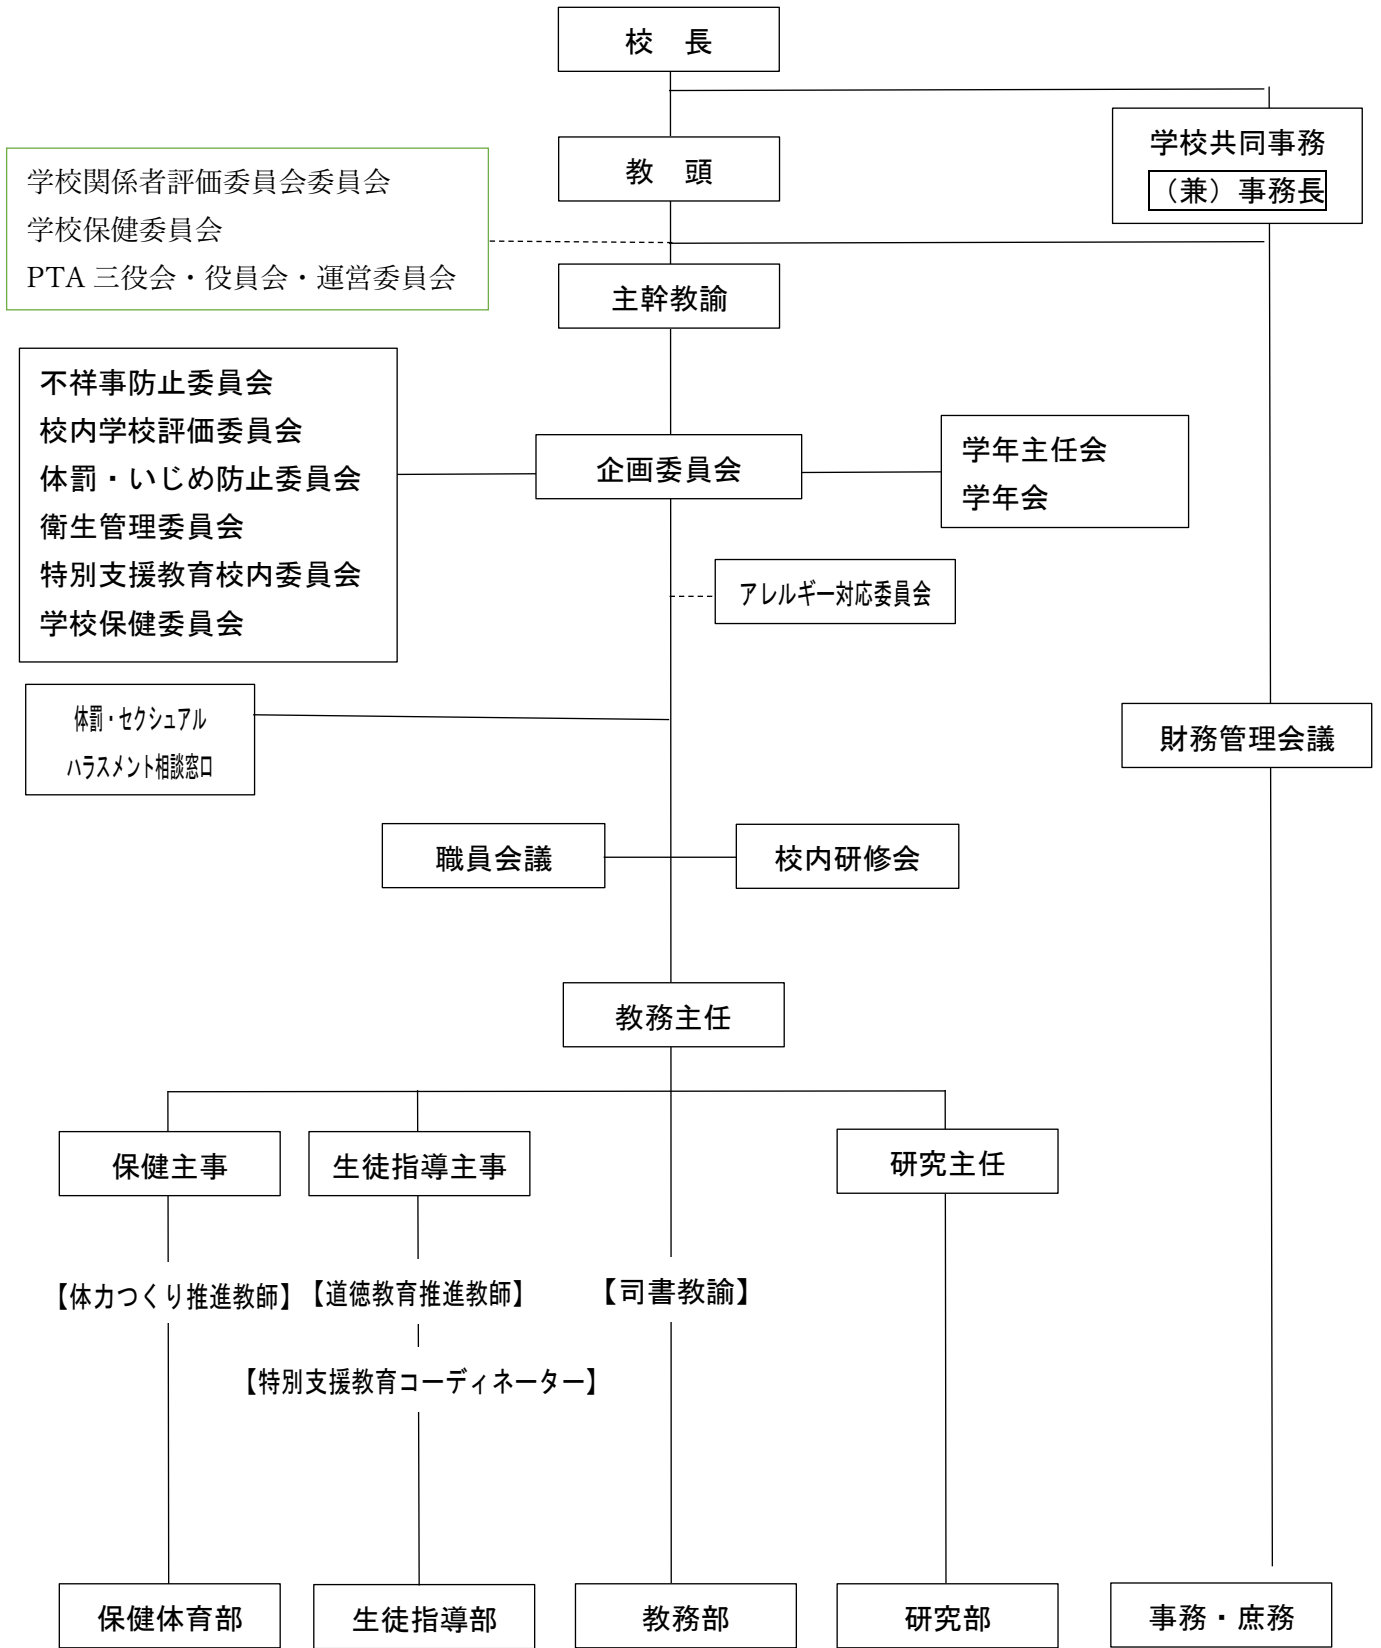 校　長
学校共同事務
（兼）事務長
教　頭
学校関係者評価委員会委員会
学校保健委員会
PTA 三役会・役員会・運営委員会
主幹教諭
不祥事防止委員会
校内学校評価委員会
体罰・いじめ防止委員会
衛生管理委員会
特別支援教育校内委員会
学校保健委員会
企画委員会
学年主任会
学年会
アレルギー対応委員会
体罰・セクシュアル
ハラスメント相談窓口
財務管理会議
職員会議
校内研修会
教務主任
保健主事
生徒指導主事
研究主任
【体力つくり推進教師】
【道徳教育推進教師】
【司書教諭】
【特別支援教育コーディネーター】
保健体育部
生徒指導部
教務部
研究部
事務・庶務